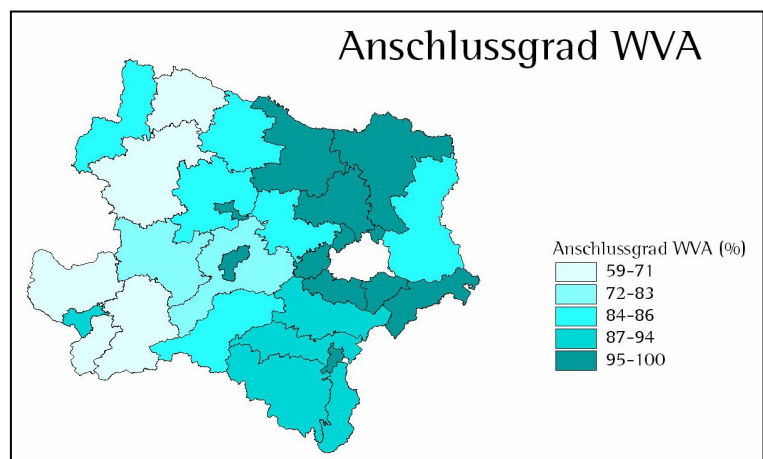 Anschlussgrad WVA
Anschlussgrad WVA (%)
59-71
72-83
84-86
87-94
95-100